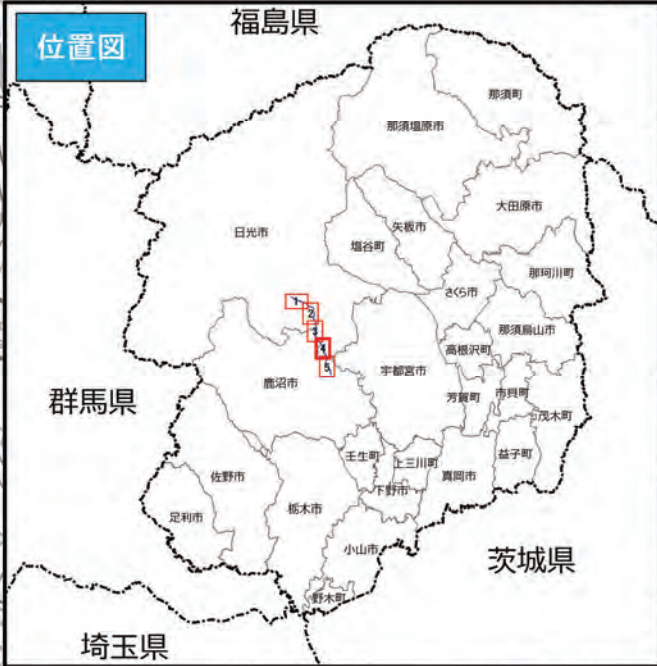 福島県
位置図
那須町
那須塩原市
大田原市
日光市
矢板市
塩谷町
那珂川町
さくら市
1
2
那須烏山市
3
4
高根沢町
5
宇都宮市
鹿沼市
群馬県
芳賀町
市貝町
茂木町
壬生町
上三川町
益子町
佐野市
真岡市
下野市
栃木市
足利市
小山市
茨城県
野木町
埼玉県